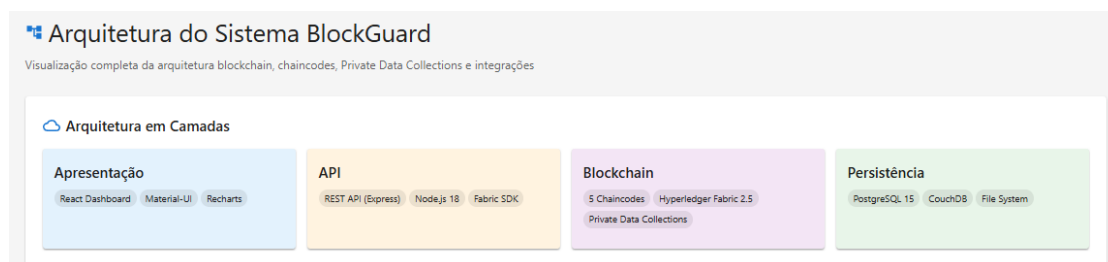 Arquitetura do Sistema BlockGuard
Visualização completa da arquitetura blockchain, chaincodes, Private Data Collections e integrações
Arquitetura em Camadas
Apresentação
React Dashboard Material-UI Recharts
API
REST API (Express) Node.js 18 Fabric SDK
Blockchain
5 Chaincodes Hyperledger Fabric 2.5
Private Data Collections
Persistência
PostgreSQL 15 CouchDB File System